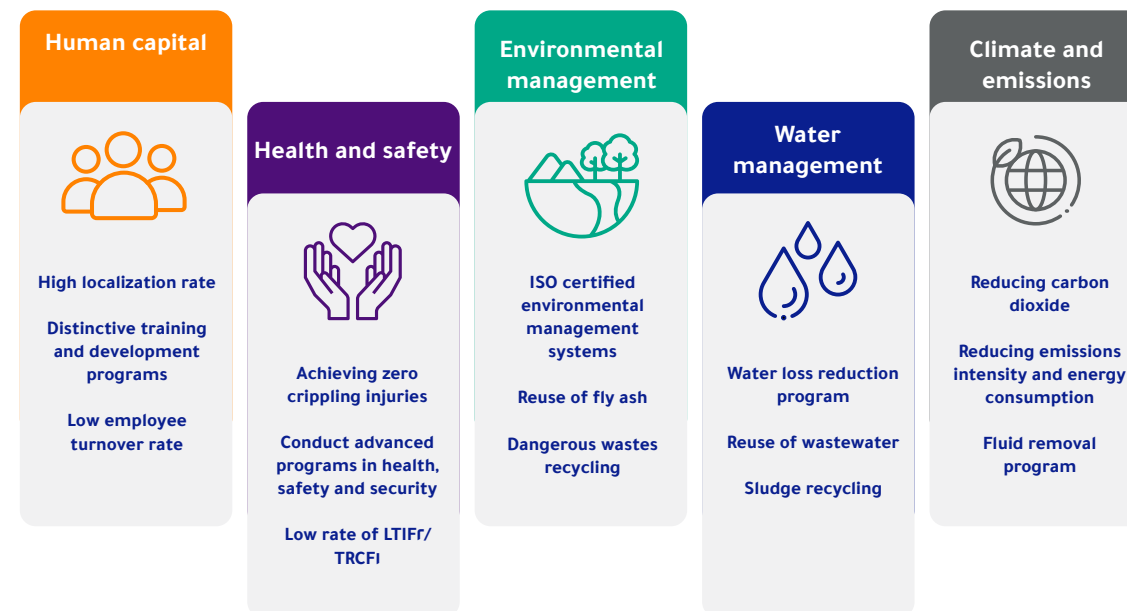 Human capital
High localization rate
Distinctive training
and development
programs
Low employee
turnover rate
Health and safety
Achieving zero
crippling injuries
Conduct advanced
programs in health,
safety and security
Low rate of LTIF٢/
TRCF١
Environmental
management
ISO certified
environmental
management
systems
Reuse of fly ash
Dangerous wastes
recycling
Water
management
Water loss reduction
program
Reuse of wastewater
Sludge recycling
Climate and
emissions
Reducing carbon
dioxide
Reducing emissions
intensity and energy
consumption
Fluid removal
program